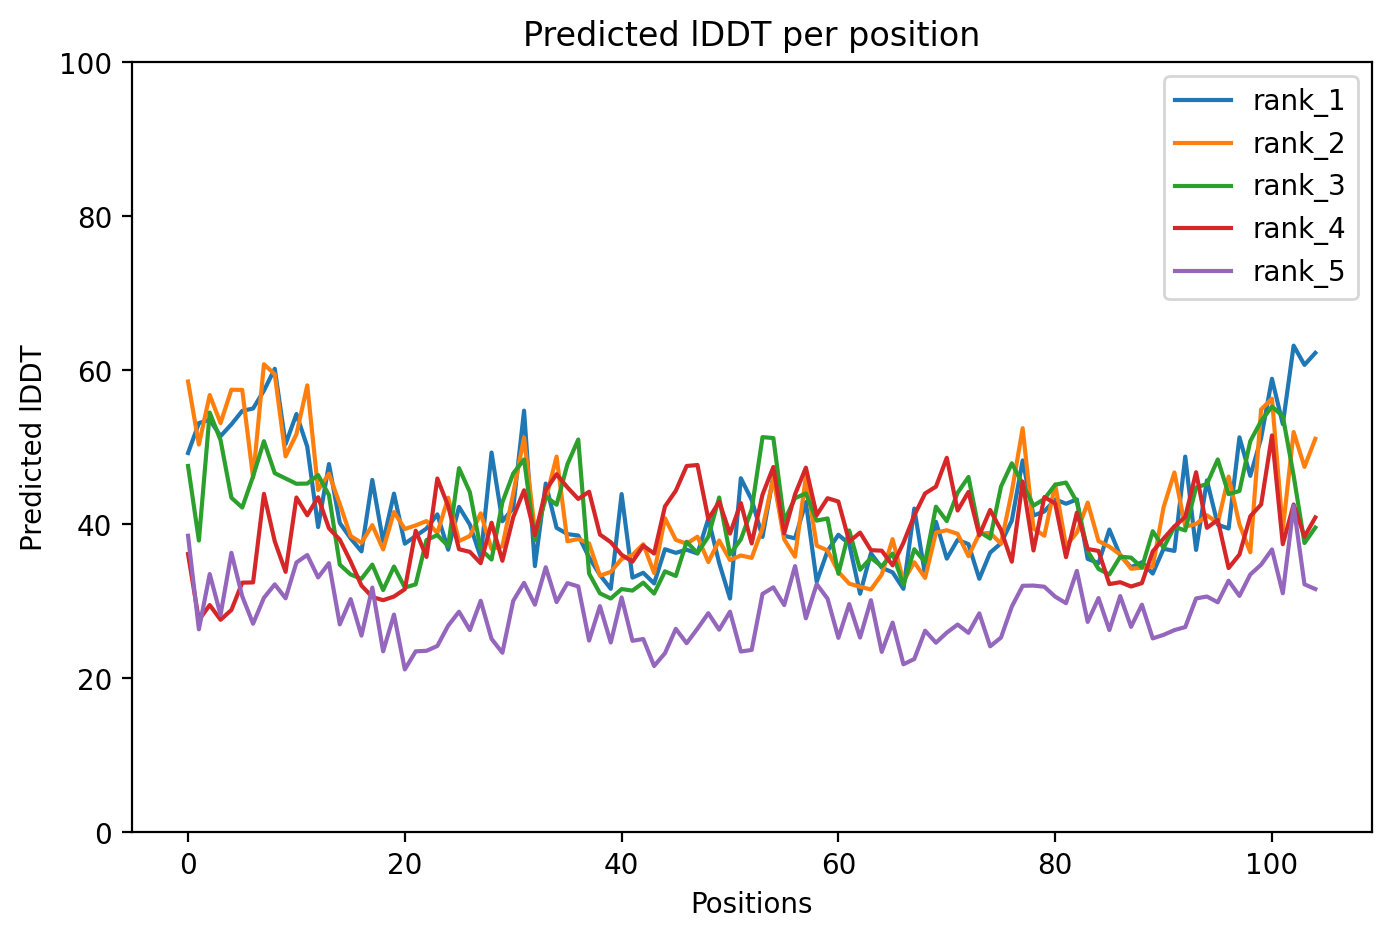 Predicted lDDT per position
100
80
60
40
20
0
Predicted lDDT
rank_1
rank_2
rank_3
rank_4
rank_5
0 20 40 60 80 100
Positions